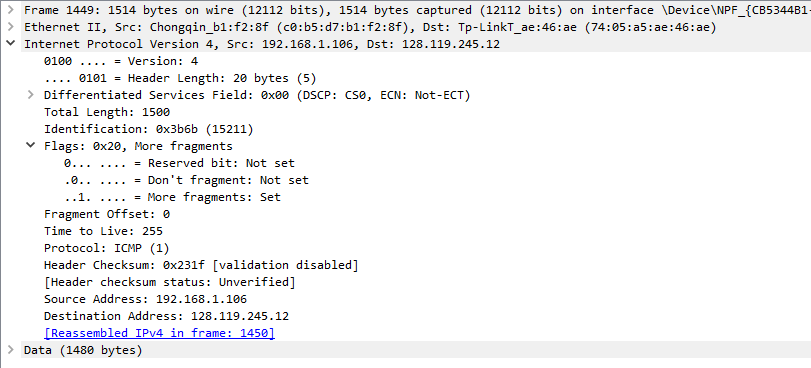 Frame 1449: 1514 bytes on wire (12112 bits), 1514 bytes captured (12112 bits) on interface \Device\NPF_{CB5344B1-
Ethernet II, Src: Chongqin_b1:f2:8f (c0:b5:d7:b1:f2:8f), Dst: Tp-LinkT_ae:46:ae (74:05:a5:ae:46:ae)
Internet Protocol Version 4, Src: 192.168.1.106, Dst: 128.119.245.12
0100 .... = Version: 4
.... 0101 = Header Length: 20 bytes (5)
Differentiated Services Field: 0x00 (DSCP: CS0, ECN: Not-ECT)
Total Length: 1500
Identification: 0x3b6b (15211)
Flags: 0x20, More fragments
0... .... = Reserved bit: Not set
.0.. .... = Don't fragment: Not set
..1. .... = More fragments: Set
Fragment Offset: 0
Time to Live: 255
Protocol: ICMP (1)
Header Checksum: 0x231f [validation disabled]
[Header checksum status: Unverified]
Source Address: 192.168.1.106
Destination Address: 128.119.245.12
[Reassembled IPv4 in frame: 1450]
Data (1480 bytes)